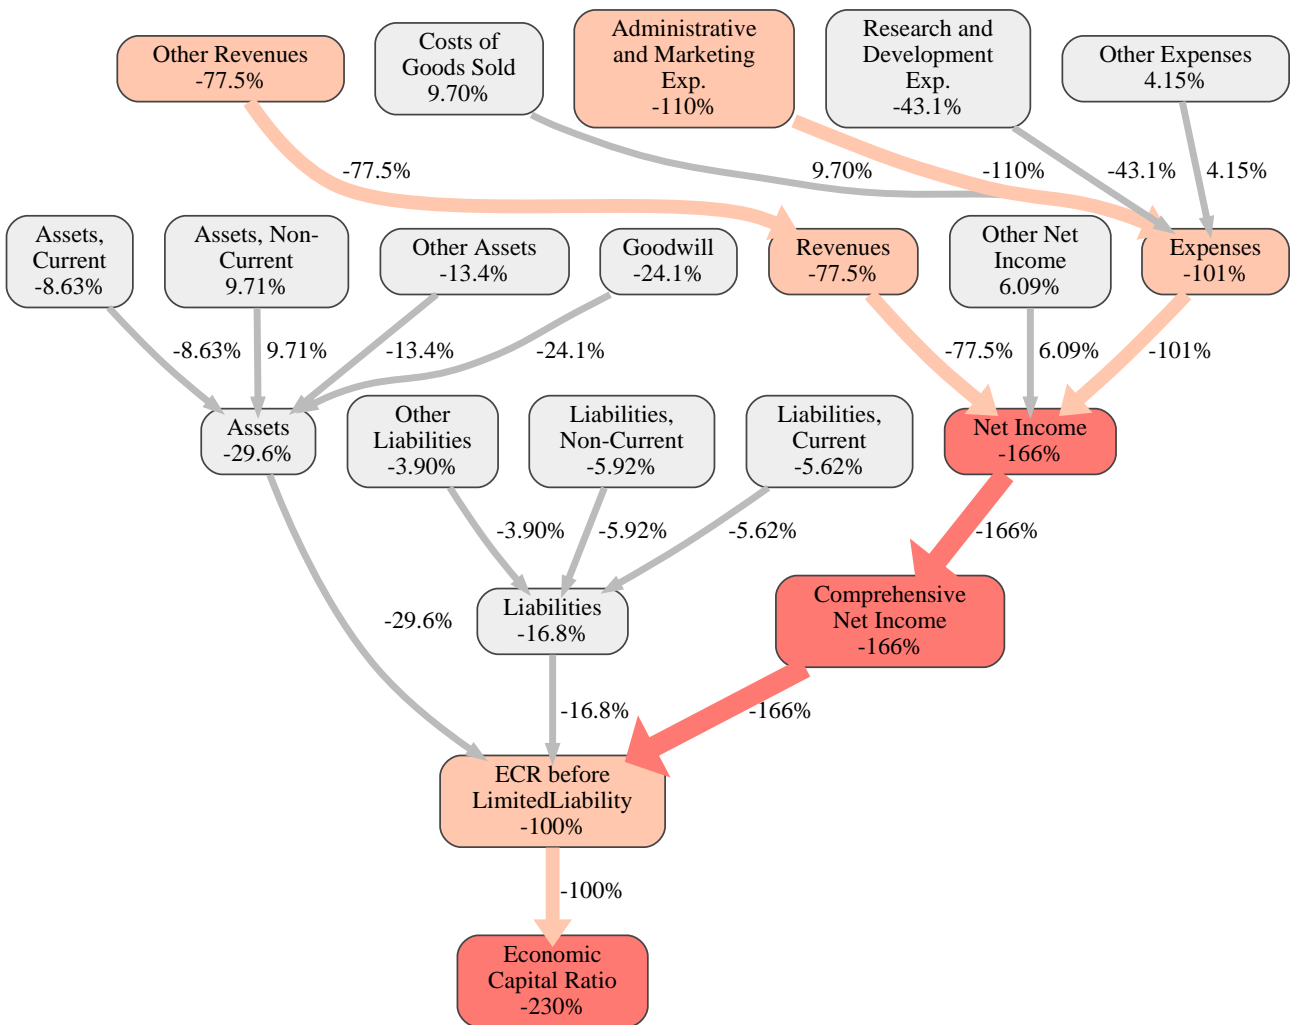 Other Revenues
-77.5%
Costs of
Goods Sold
9.70%
Administrative
and Marketing
Exp.
-110%
Research and
Development
Exp.
-43.1%
Other Expenses
4.15%
-77.5%
9.70%
-110%
-43.1%
4.15%
Assets,
Current
-8.63%
Assets, Non-
Current
9.71%
Other Assets
-13.4%
Goodwill
-24.1%
Revenues
-77.5%
Other Net
Income
6.09%
Expenses
-101%
-8.63%
9.71%
-13.4%
-24.1%
-77.5%
6.09%
-101%
Assets
-29.6%
Other
Liabilities
-3.90%
Liabilities,
Non-Current
-5.92%
Liabilities,
Current
-5.62%
Net Income
-166%
-3.90%
-5.92%
-5.62%
-166%
Liabilities
-16.8%
Comprehensive
Net Income
-166%
-29.6%
-16.8%
-166%
ECR before
LimitedLiability
-100%
-100%
Economic
Capital Ratio
-230%